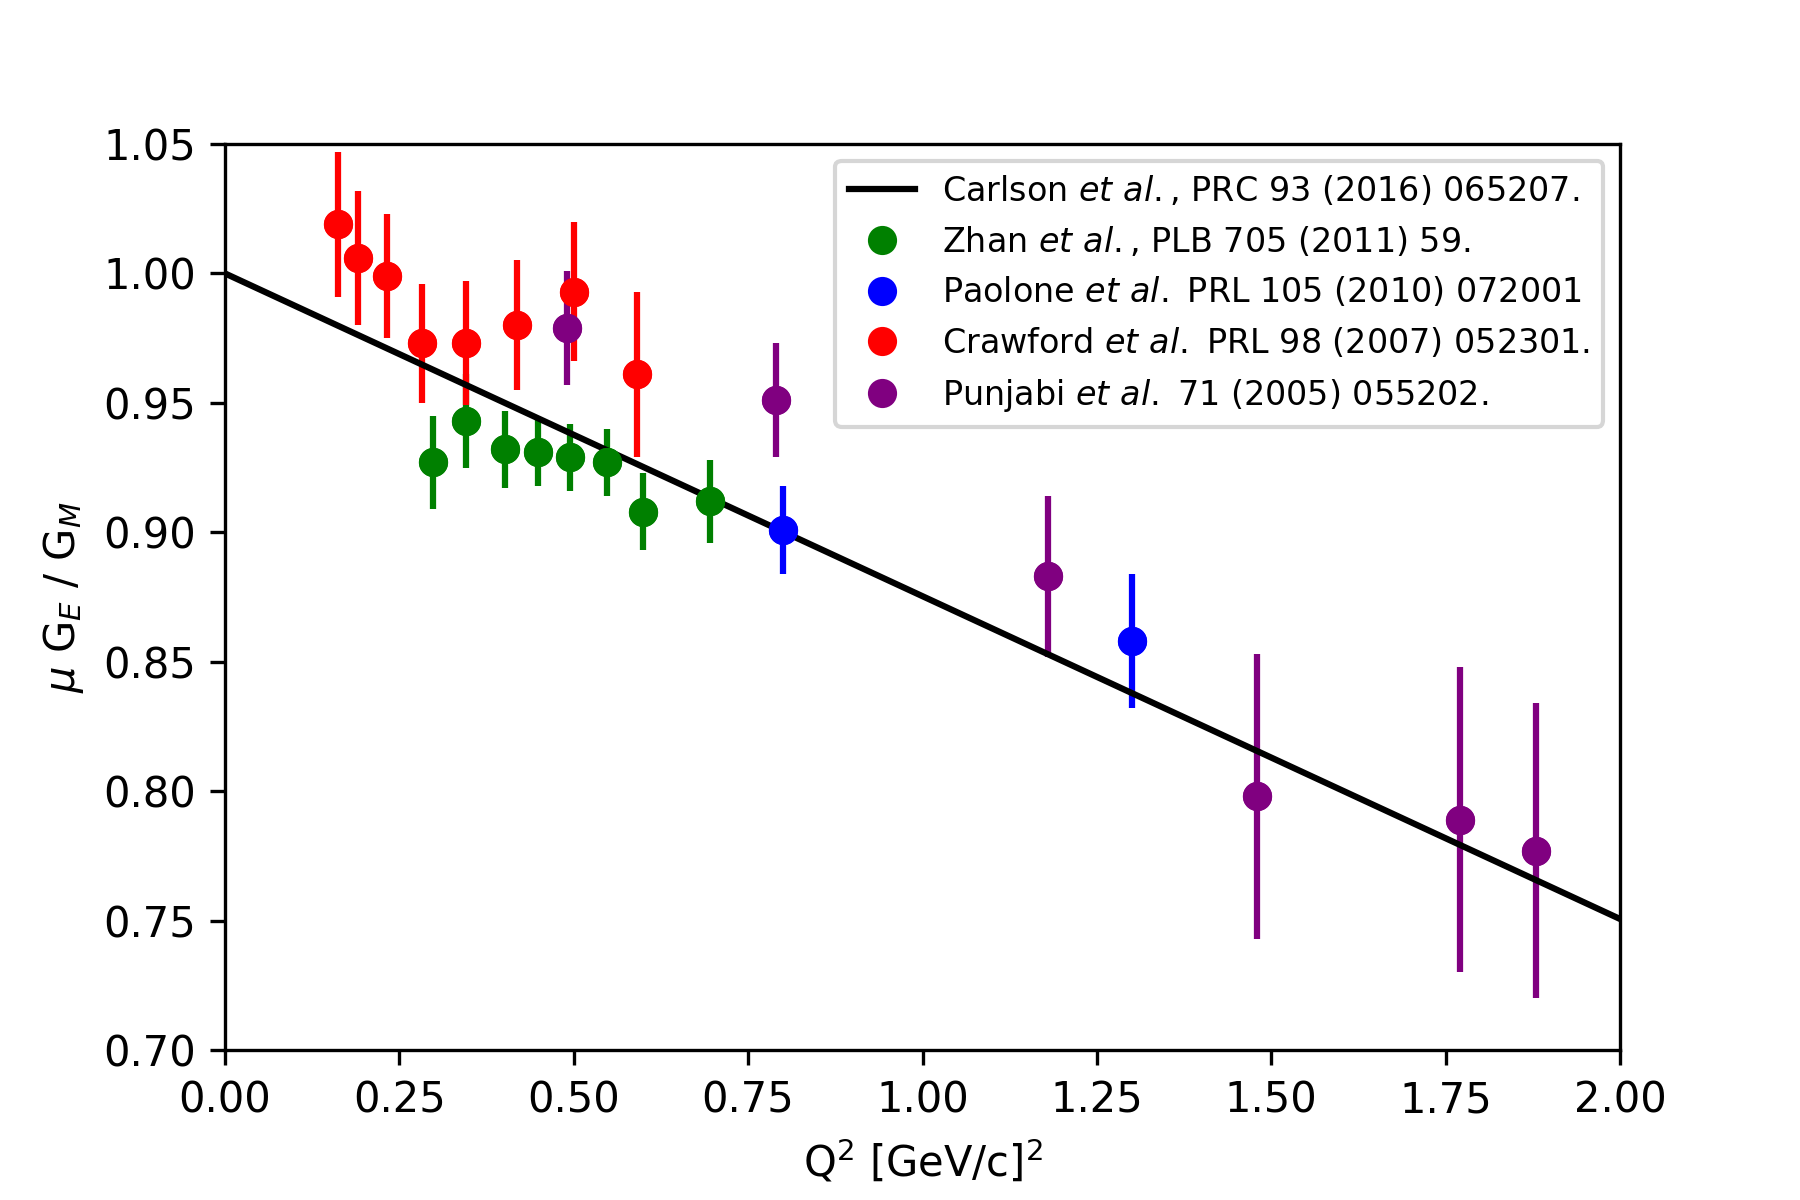 1.05
1.00
0.95
0.90
0.85
0.80
0.75
0.70
μ G_E / G_M
Carlson et al., PRC 93 (2016) 065207.
Zhan et al., PLB 705 (2011) 59.
Paolone et al. PRL 105 (2010) 072001
Crawford et al. PRL 98 (2007) 052301.
Punjabi et al. 71 (2005) 055202.
0.00 0.25 0.50 0.75 1.00 1.25 1.50 1.75 2.00
Q² [GeV/c]²